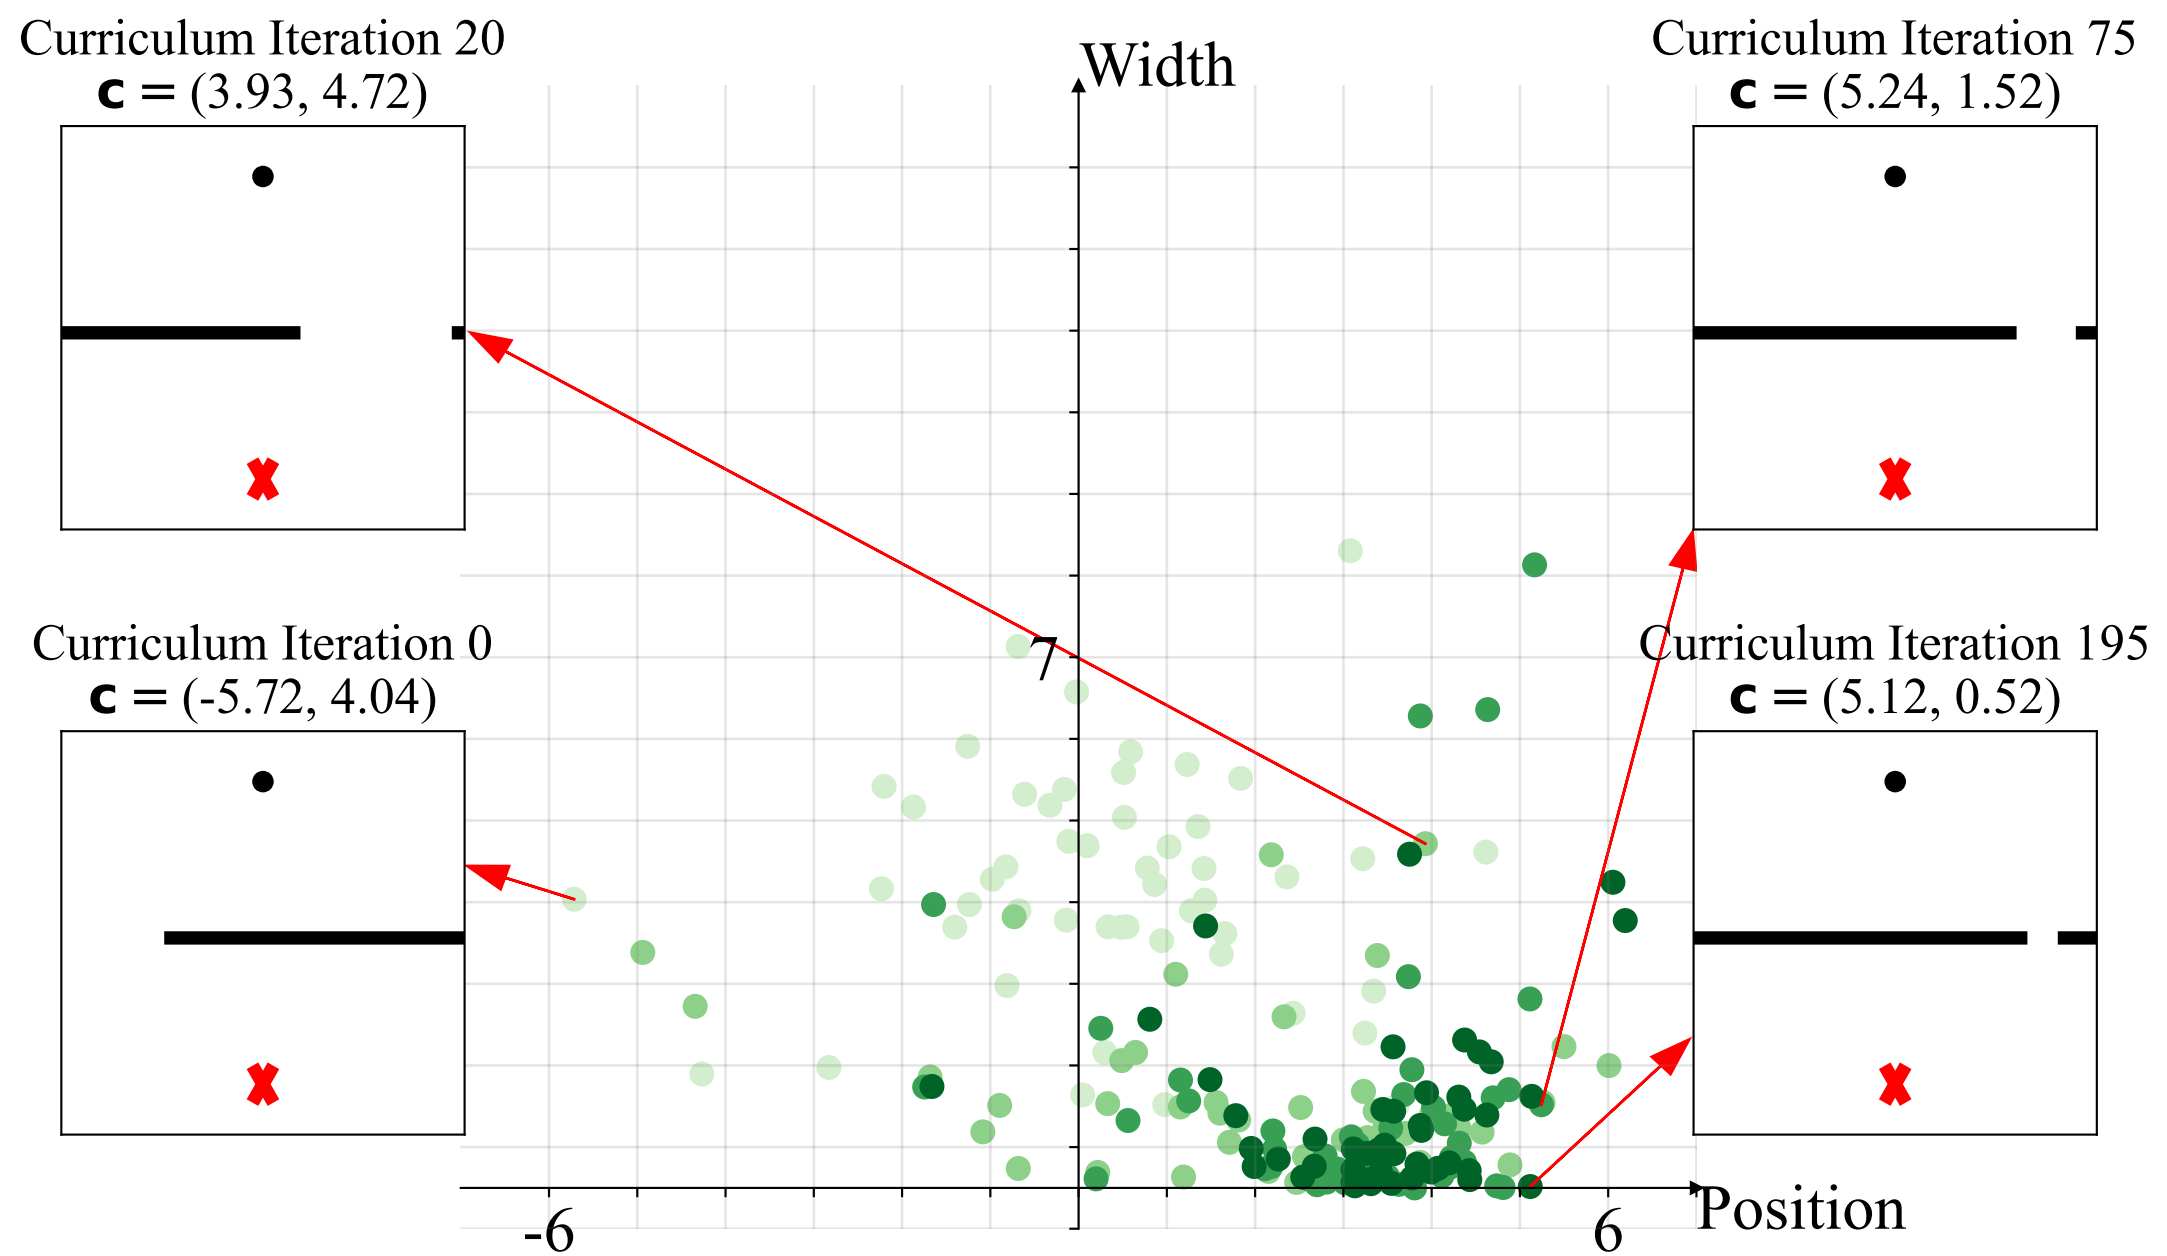 Curriculum Iteration 20
c = (3.93, 4.72)
Width
Curriculum Iteration 75
c = (5.24, 1.52)
7
Curriculum Iteration 0
c = (-5.72, 4.04)
Curriculum Iteration 195
c = (5.12, 0.52)
-6
6
Position